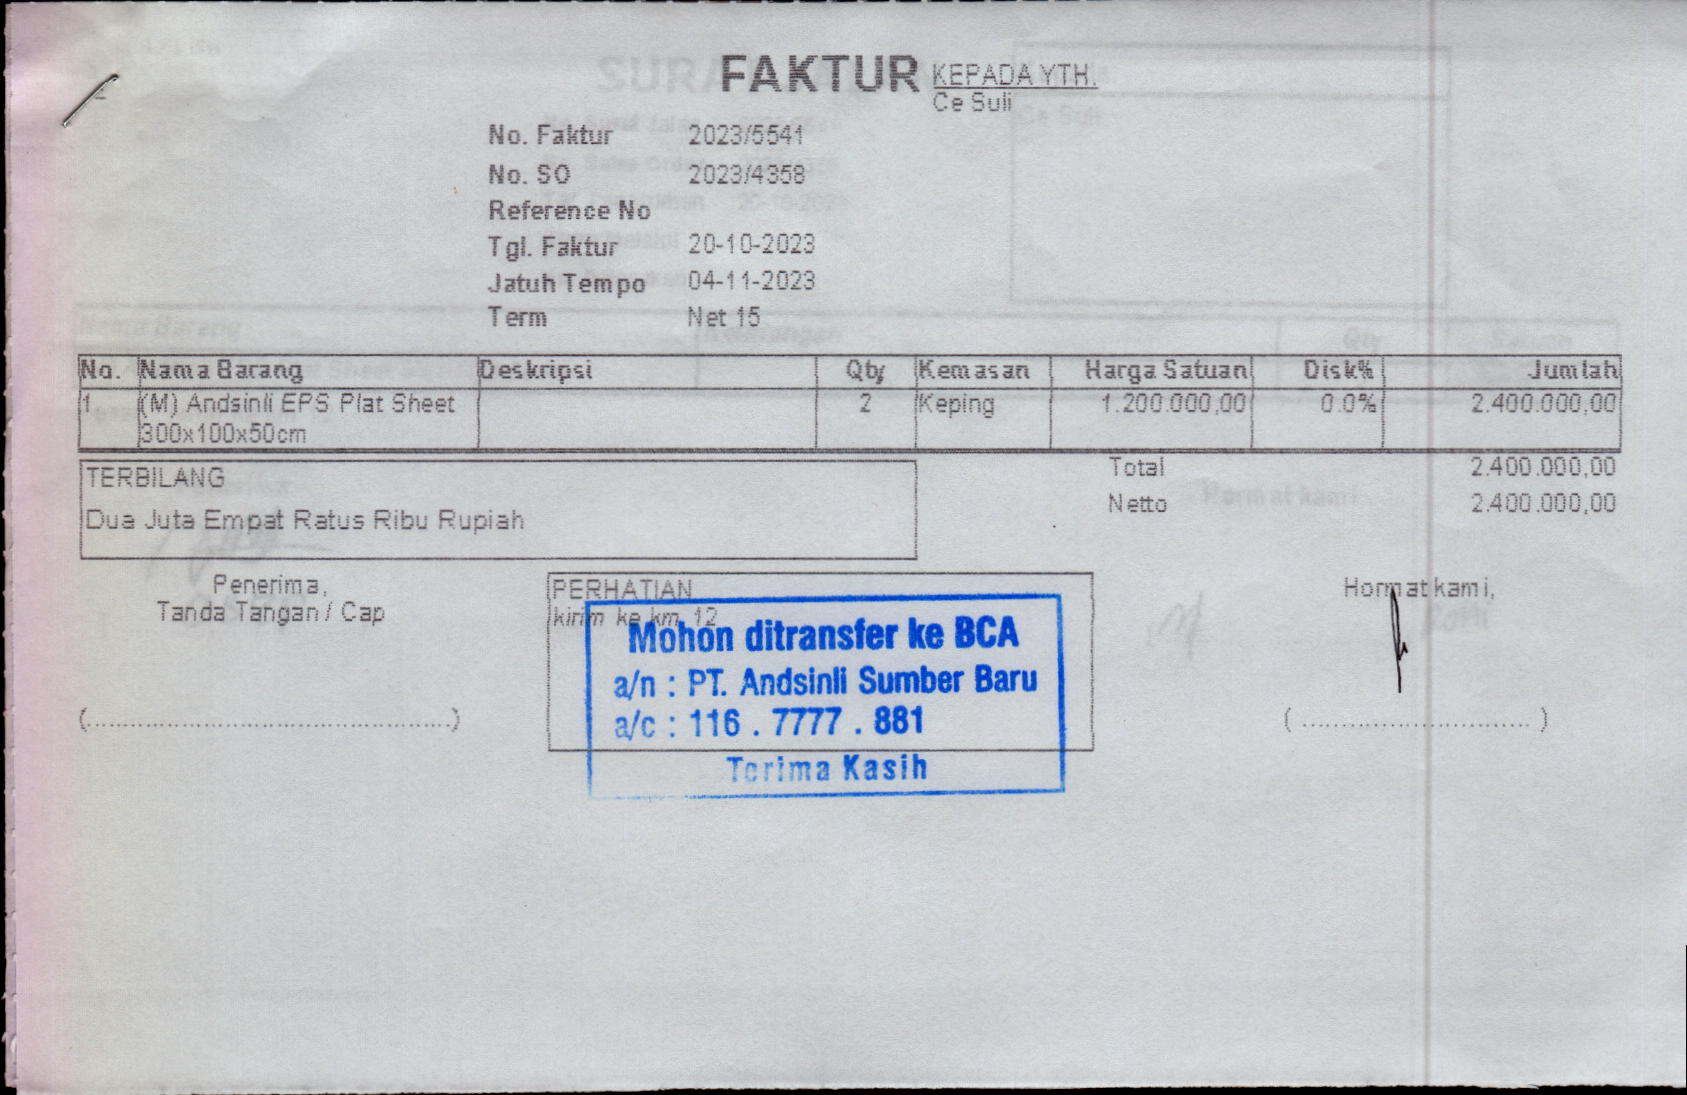 FAKTUR
KEPADA YTH.
Ce Suli
No. Faktur 2023/5541
No. SO 2023/4358
Reference No
Tgl. Faktur 20-10-2023
Jatuh Tempo 04-11-2023
Term Net 15
No. Nama Barang Deskripsi Qty Kemasan Harga Satuan Disk% Jumlah
1 (M) Andsinli EPS Plat Sheet 2 Keping 1.200.000,00 0.0% 2.400.000,00
300x100x50cm
TERBILANG
Dua Juta Empat Ratus Ribu Rupiah
Total 2.400.000,00
Netto 2.400.000,00
Penerima,
Tanda Tangan / Cap
PERHATIAN
kirim ke km 12
Mohon ditransfer ke BCA
a/n : PT. Andsinli Sumber Baru
a/c : 116 . 7777 . 881
Terima Kasih
Hormat kami,